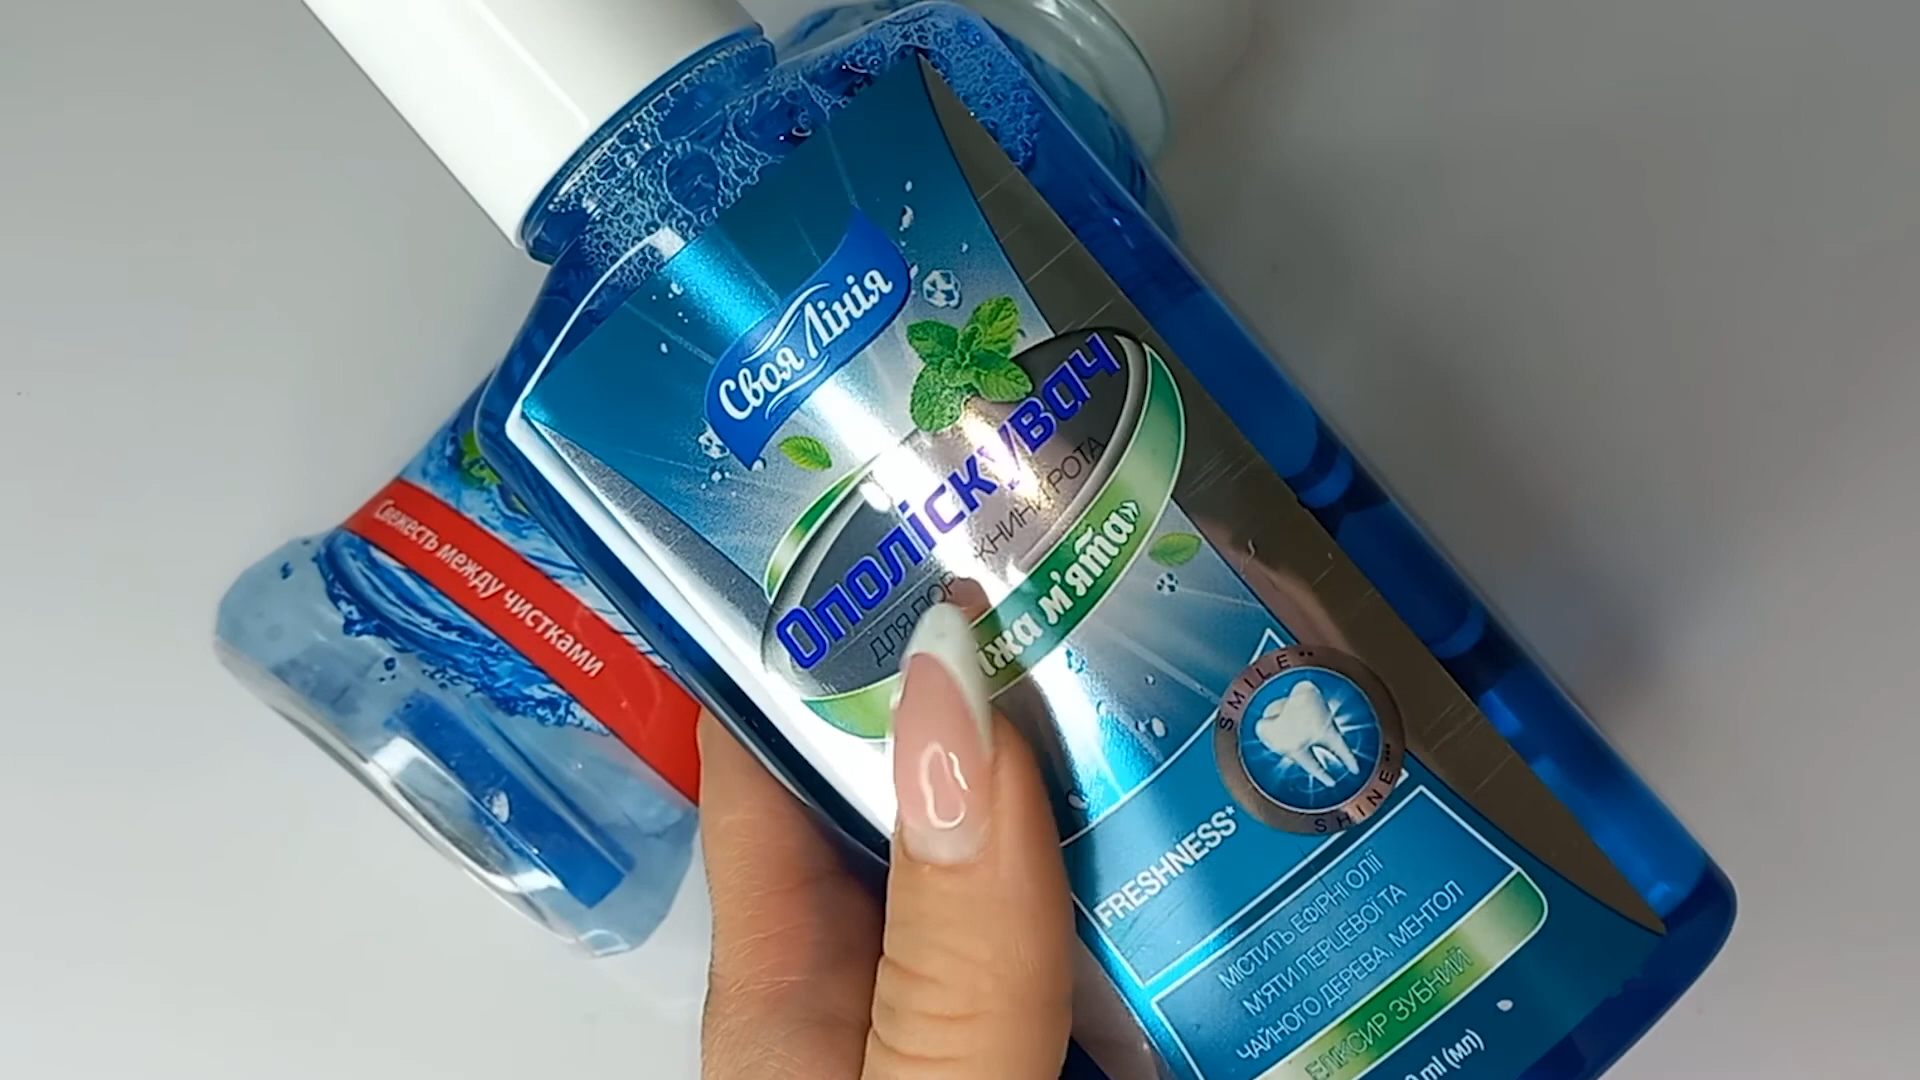 Своя Лінія
Ополіскувач
ДЛЯ РОТА
м'ята»
SMILE
SHINE
FRESHNESS*
МІСТИТЬ ЕФІРНІ ОЛІЇ
М'ЯТИ ПЕРЦЕВОЇ ТА
ЧАЙНОГО ДЕРЕВА, МЕНТОЛ
ЕЛІКСИР ЗУБНИЙ
ml (мл)
Свежесть между чистками